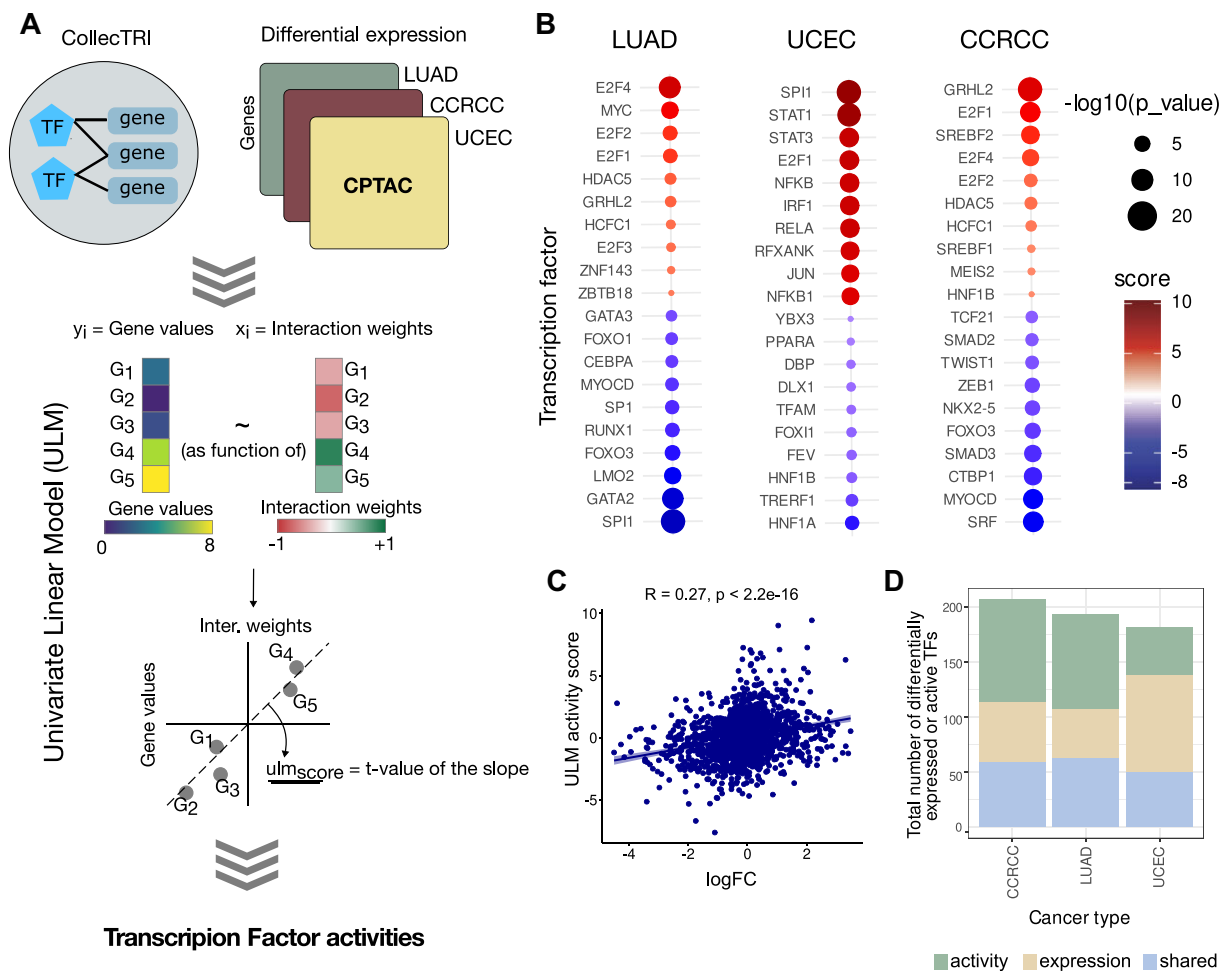 A
CollecTRI
TF
TF
gene
gene
gene
Differential expression
Genes
LUAD
CCRCC
UCEC
CPTAC
Univariate Linear Model (ULM)
yi = Gene values
xi = Interaction weights
G1
G2
G3
G4
G5
~
(as function of)
G1
G2
G3
G4
G5
Gene values
0
8
Interaction weights
-1
+1
Inter. weights
Gene values
G4
G5
G1
G3
G2
ulmscore = t-value of the slope
Transcripion Factor activities
B
Transcription factor
LUAD
E2F4
MYC
E2F2
E2F1
HDAC5
GRHL2
HCFC1
E2F3
ZNF143
ZBTB18
GATA3
FOXO1
CEBPA
MYOCD
SP1
RUNX1
FOXO3
LMO2
GATA2
SPI1
UCEC
SPI1
STAT1
STAT3
E2F1
NFKB
IRF1
RELA
RFXANK
JUN
NFKB1
YBX3
PPARA
DBP
DLX1
TFAM
FOXI1
FEV
HNF1B
TRERF1
HNF1A
CCRCC
GRHL2
E2F1
SREBF2
E2F4
E2F2
HDAC5
HCFC1
SREBF1
MEIS2
HNF1B
TCF21
SMAD2
TWIST1
ZEB1
NKX2-5
FOXO3
SMAD3
CTBP1
MYOCD
SRF
-log10(p_value)
5
10
20
score
10
5
0
-5
-8
C
R = 0.27, p < 2.2e-16
ULM activity score
10
5
0
-5
-4
-2
0
2
logFC
D
Total number of differentially
expressed or active TFs
200
150
100
50
0
CCRCC
LUAD
UCEC
Cancer type
activity
expression
shared